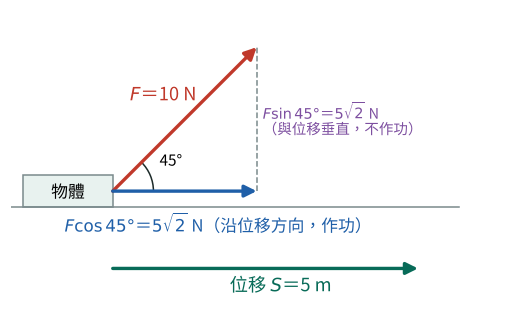 F＝10 N
Fsin 45°＝5√2 N
（與位移垂直，不作功）
45°
物體
Fcos 45°＝5√2 N（沿位移方向，作功）
位移 S＝5 m